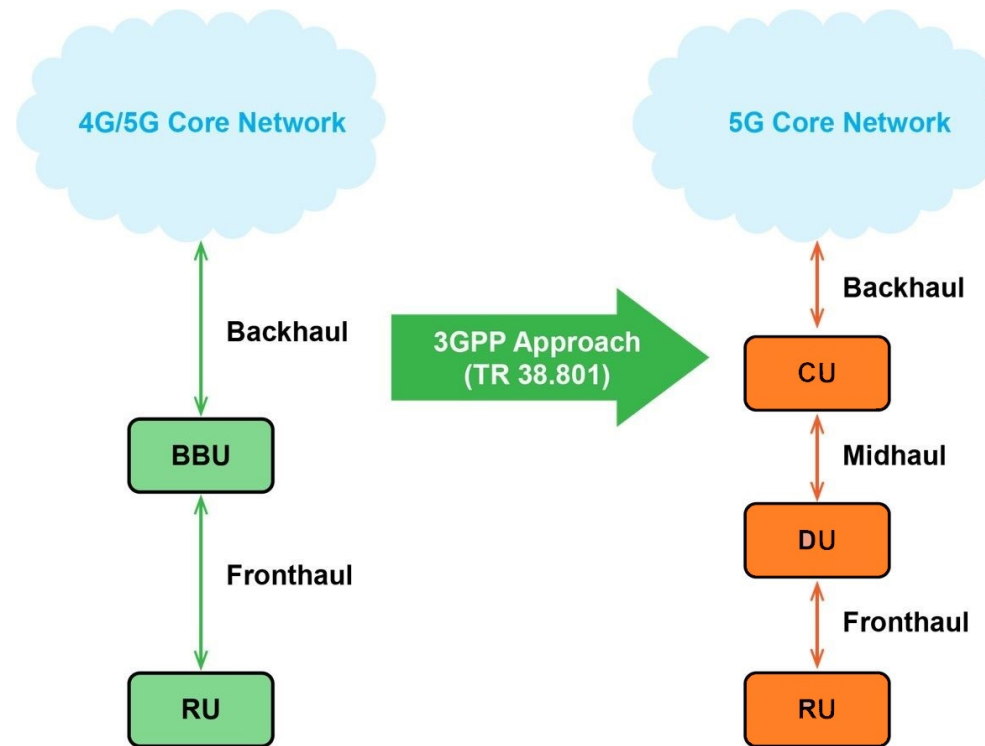 4G/5G Core Network
Backhaul
BBU
Fronthaul
RU
3GPP Approach
(TR 38.801)
5G Core Network
Backhaul
CU
Midhaul
DU
Fronthaul
RU